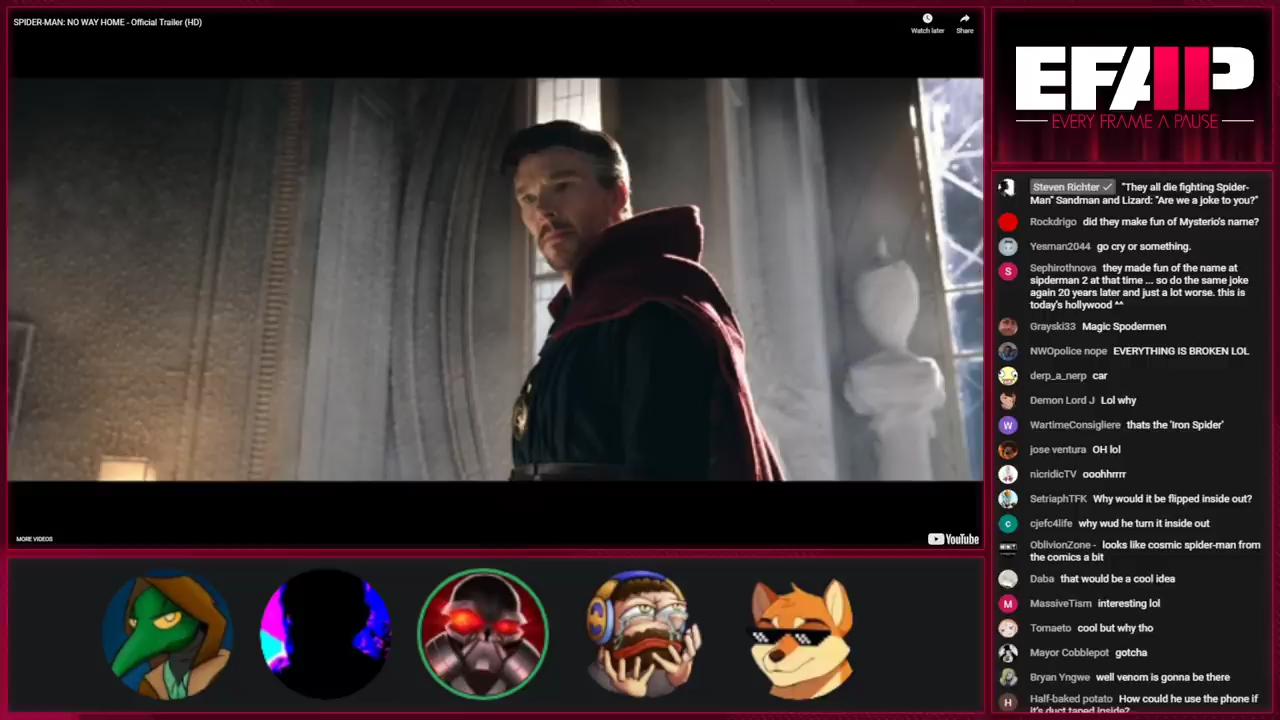 SPIDER-MAN: NO WAY HOME - Official Trailer (HD)
Watch later
Share
MORE VIDEOS
YouTube
EFAP
EVERY FRAME A PAUSE
Steven Richter ✓ "They all die fighting Spider-
Man" Sandman and Lizard: "Are we a joke to you?"
Rockdrigo did they make fun of Mysterio's name?
Yesman2044 go cry or something.
S
Sephirothnova they made fun of the name at
sipderman 2 at that time ... so do the same joke
again 20 years later and just a lot worse. this is
today's hollywood ^^
Grayski33 Magic Spodermen
NWOpolice nope EVERYTHING IS BROKEN LOL
derp_a_nerp car
Demon Lord J Lol why
W
WartimeConsigliere thats the 'Iron Spider'
jose ventura OH lol
nicridicTV ooohhrrrr
SetriaphTFK Why would it be flipped inside out?
c
cjefc4life why wud he turn it inside out
OblivionZone - looks like cosmic spider-man from
the comics a bit
Daba that would be a cool idea
M
MassiveTism interesting lol
Tomaeto cool but why tho
Mayor Cobblepot gotcha
Bryan Yngwe well venom is gonna be there
H
Half-baked potato How could he use the phone if
it's duct taped inside?